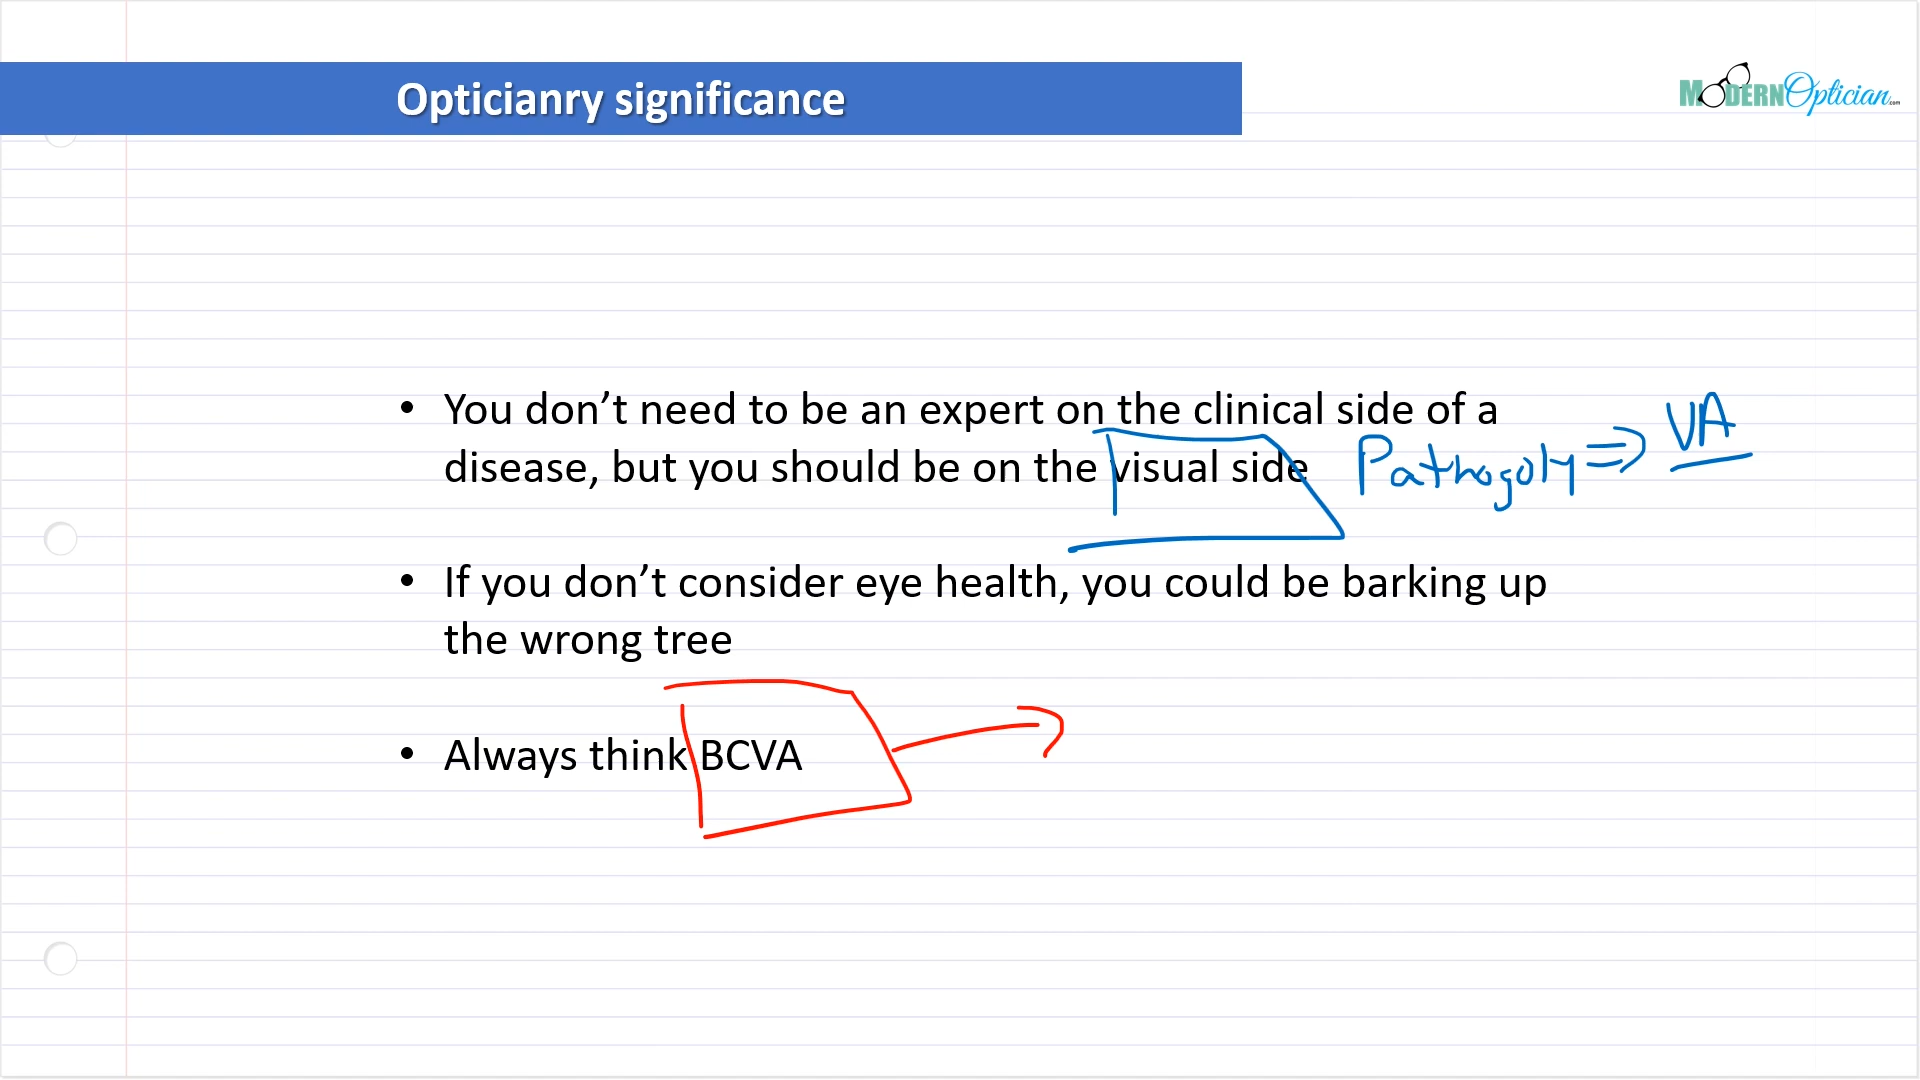 Opticianry significance
MODERNOptician.com
• You don’t need to be an expert on the clinical side of a
disease, but you should be on the visual side
Pathogoly ⇒ VA
• If you don’t consider eye health, you could be barking up
the wrong tree
• Always think BCVA